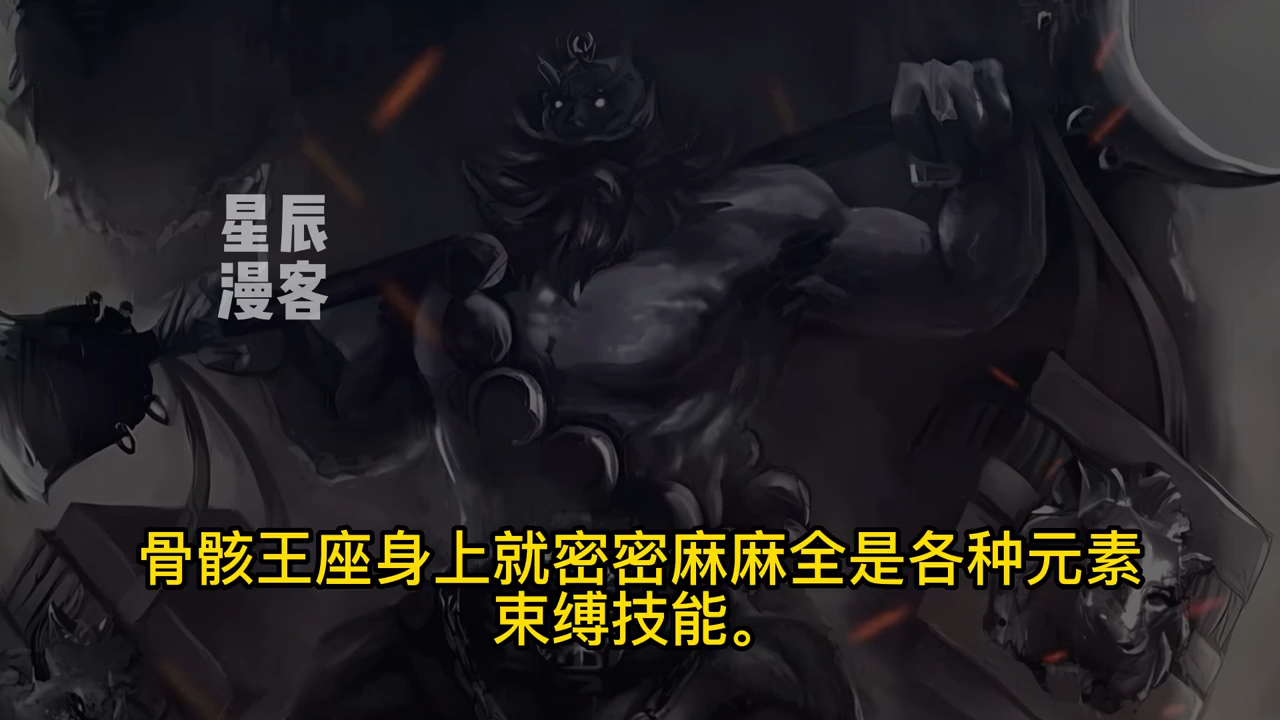 星辰
漫客
骨骸王座身上就密密麻麻全是各种元素
束缚技能。